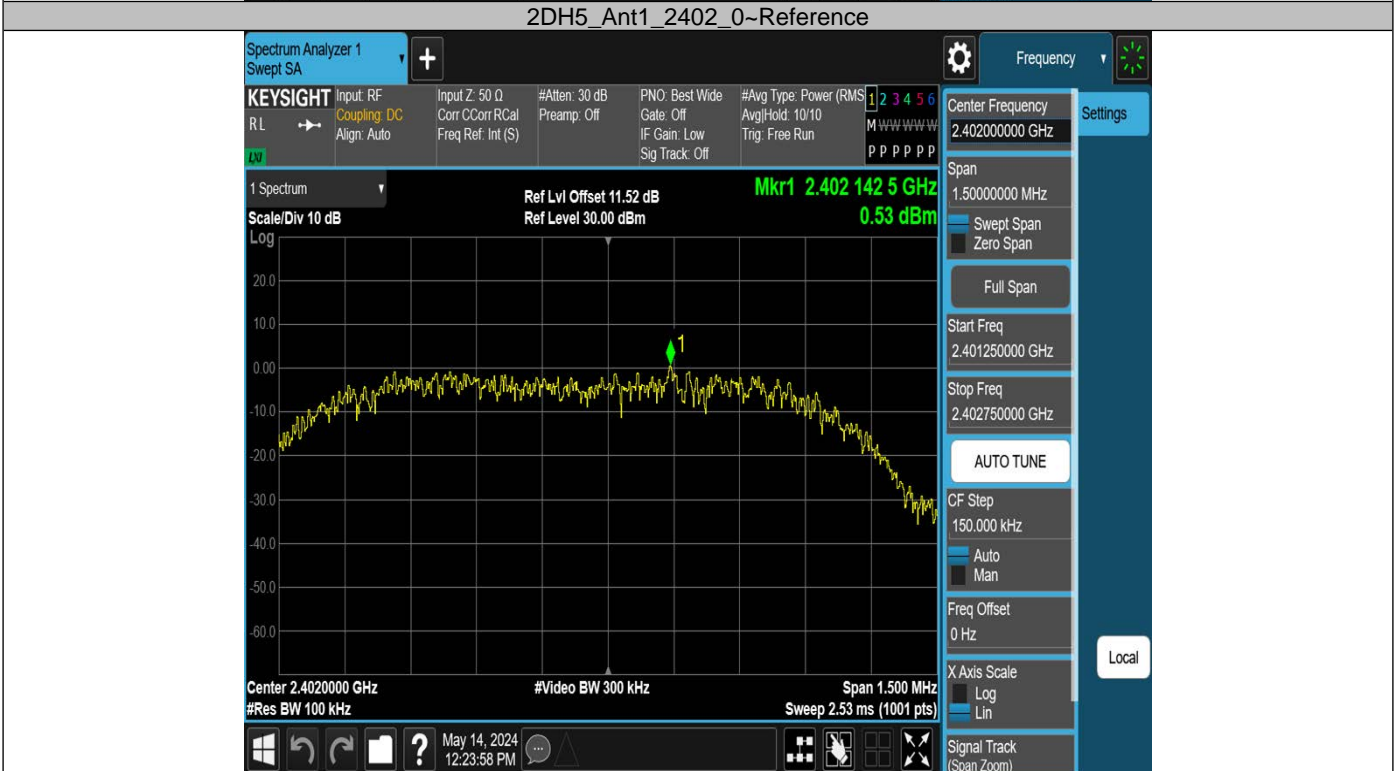 2DH5_Ant1_2402_0~Reference
Spectrum Analyzer 1
Swept SA
+
Frequency
KEYSIGHT
RL
LXI
Input: RF
Coupling: DC
Align: Auto
Input Z: 50 Ω
Corr CCorr RCal
Freq Ref: Int (S)
#Atten: 30 dB
Preamp: Off
PNO: Best Wide
Gate: Off
IF Gain: Low
Sig Track: Off
#Avg Type: Power (RMS
Avg|Hold: 10/10
Trig: Free Run
1 2 3 4 5 6
M W W W W W
P P P P P P
1 Spectrum
Scale/Div 10 dB
Log
Ref Lvl Offset 11.52 dB
Ref Level 30.00 dBm
Mkr1 2.402 142 5 GHz
0.53 dBm
20.0
10.0
0.00
-10.0
-20.0
-30.0
-40.0
-50.0
-60.0
1
Center 2.4020000 GHz
#Res BW 100 kHz
#Video BW 300 kHz
Span 1.500 MHz
Sweep 2.53 ms (1001 pts)
Center Frequency
2.402000000 GHz
Settings
Span
1.50000000 MHz
Swept Span
Zero Span
Full Span
Start Freq
2.401250000 GHz
Stop Freq
2.402750000 GHz
AUTO TUNE
CF Step
150.000 kHz
Auto
Man
Freq Offset
0 Hz
X Axis Scale
Log
Lin
Local
Signal Track
(Span Zoom)
?
May 14, 2024
12:23:58 PM